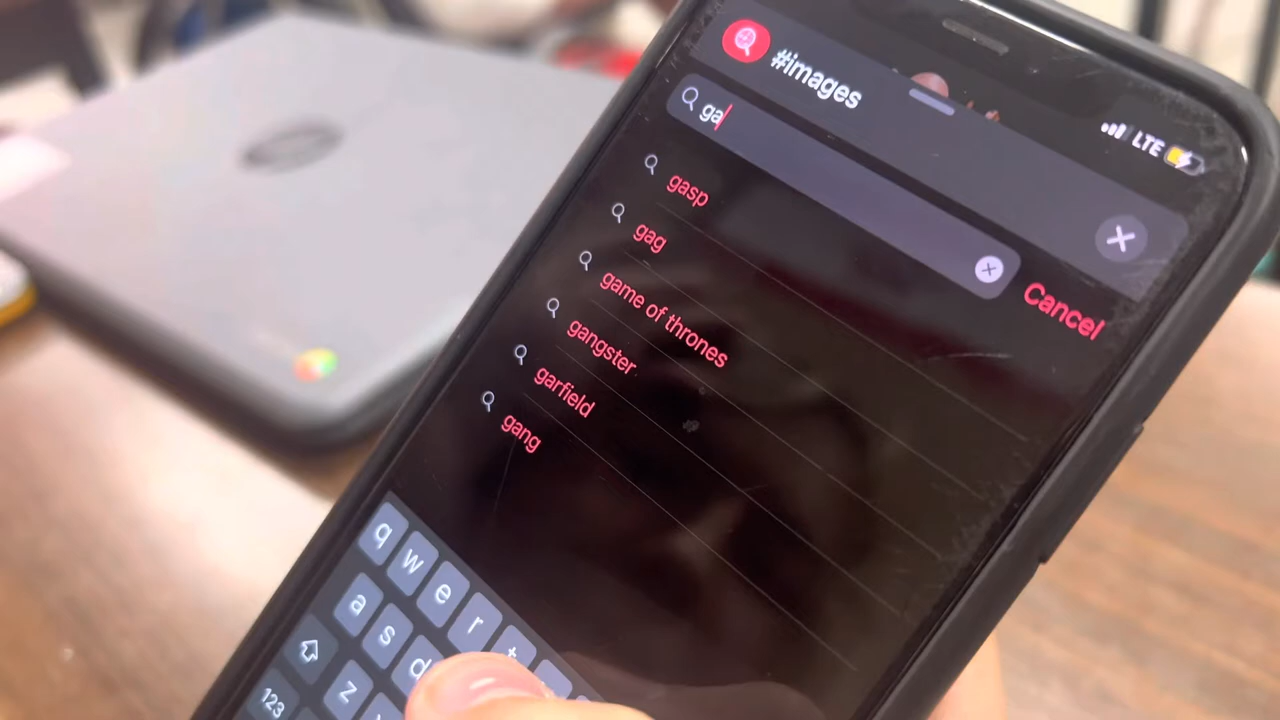 #images
LTE
ga
Cancel
gasp
gag
game of thrones
gangster
garfield
gang
q w e r t
a s d
z
123